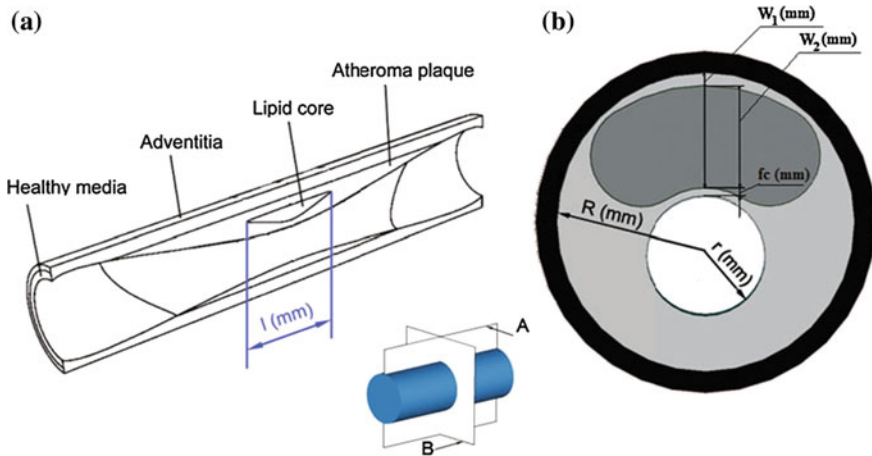 (a)
Atheroma plaque
Lipid core
Adventitia
Healthy media
l (mm)
A
B
(b)
W1 (mm)
W2 (mm)
fc (mm)
R (mm)
r (mm)